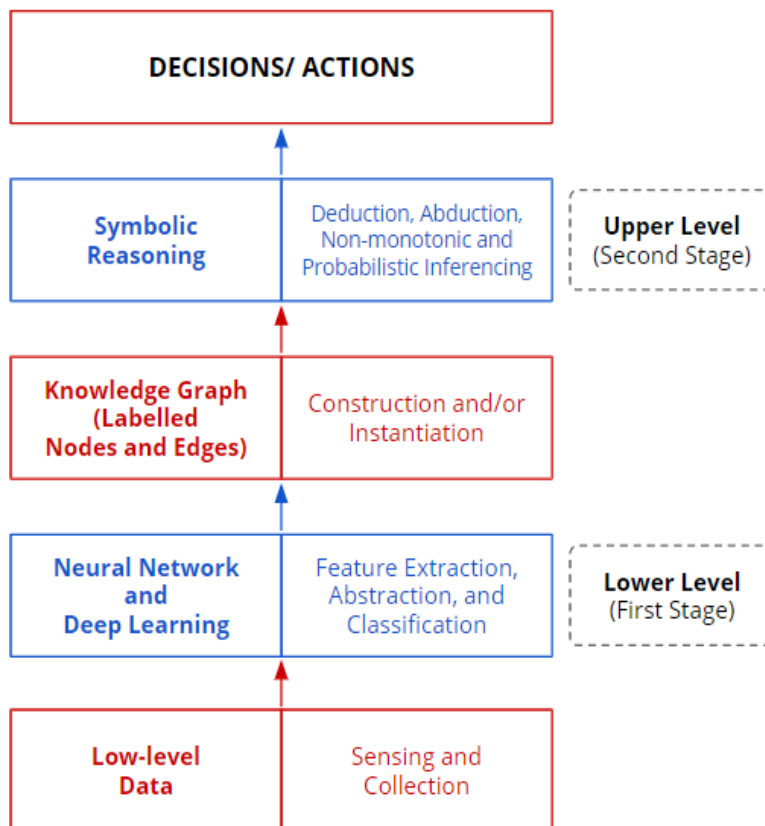 DECISIONS/ ACTIONS
Symbolic
Reasoning
Deduction, Abduction,
Non-monotonic and
Probabilistic Inferencing
Upper Level
(Second Stage)
Knowledge Graph
(Labelled
Nodes and Edges)
Construction and/or
Instantiation
Neural Network
and
Deep Learning
Feature Extraction,
Abstraction, and
Classification
Lower Level
(First Stage)
Low-level
Data
Sensing and
Collection